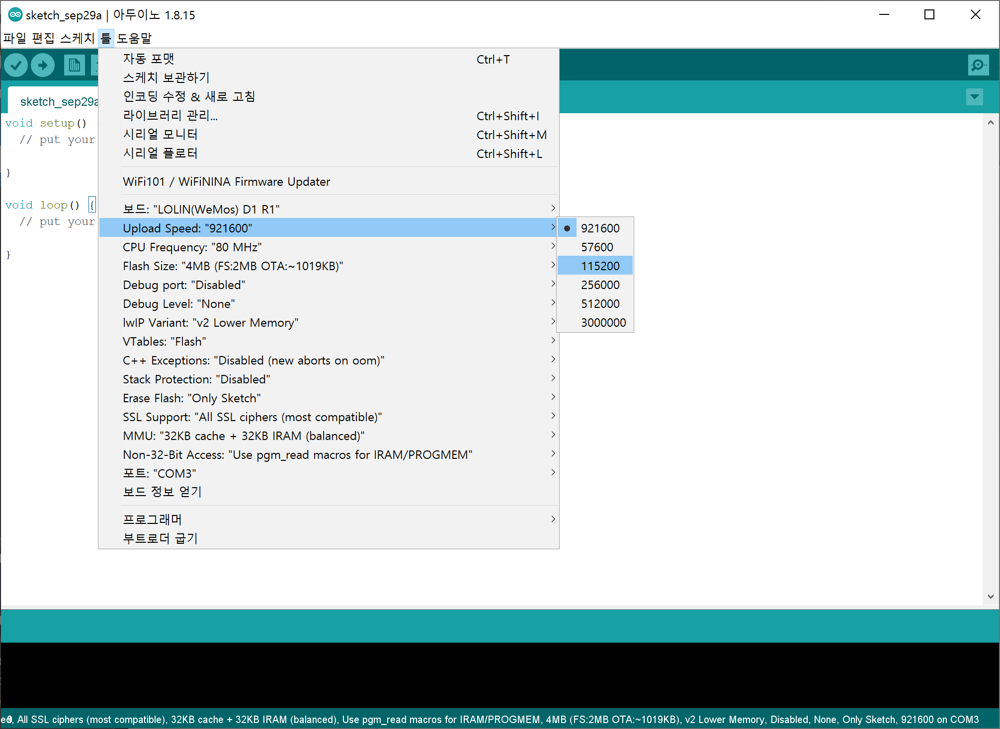 sketch_sep29a | 아두이노 1.8.15
파일 편집 스케치 툴 도움말
sketch_sep29a
void setup()
// put your
}
void loop() {
// put your
}
자동 포맷 Ctrl+T
스케치 보관하기
인코딩 수정 & 새로 고침
라이브러리 관리... Ctrl+Shift+I
시리얼 모니터 Ctrl+Shift+M
시리얼 플로터 Ctrl+Shift+L
WiFi101 / WiFiNINA Firmware Updater
보드: "LOLIN(WeMos) D1 R1"
Upload Speed: "921600"
CPU Frequency: "80 MHz"
Flash Size: "4MB (FS:2MB OTA:~1019KB)"
Debug port: "Disabled"
Debug Level: "None"
lwIP Variant: "v2 Lower Memory"
VTables: "Flash"
C++ Exceptions: "Disabled (new aborts on oom)"
Stack Protection: "Disabled"
Erase Flash: "Only Sketch"
SSL Support: "All SSL ciphers (most compatible)"
MMU: "32KB cache + 32KB IRAM (balanced)"
Non-32-Bit Access: "Use pgm_read macros for IRAM/PROGMEM"
포트: "COM3"
보드 정보 얻기
프로그래머
부트로더 굽기
921600
57600
115200
256000
512000
3000000
All SSL ciphers (most compatible), 32KB cache + 32KB IRAM (balanced), Use pgm_read macros for IRAM/PROGMEM, 4MB (FS:2MB OTA:~1019KB), v2 Lower Memory, Disabled, None, Only Sketch, 921600 on COM3